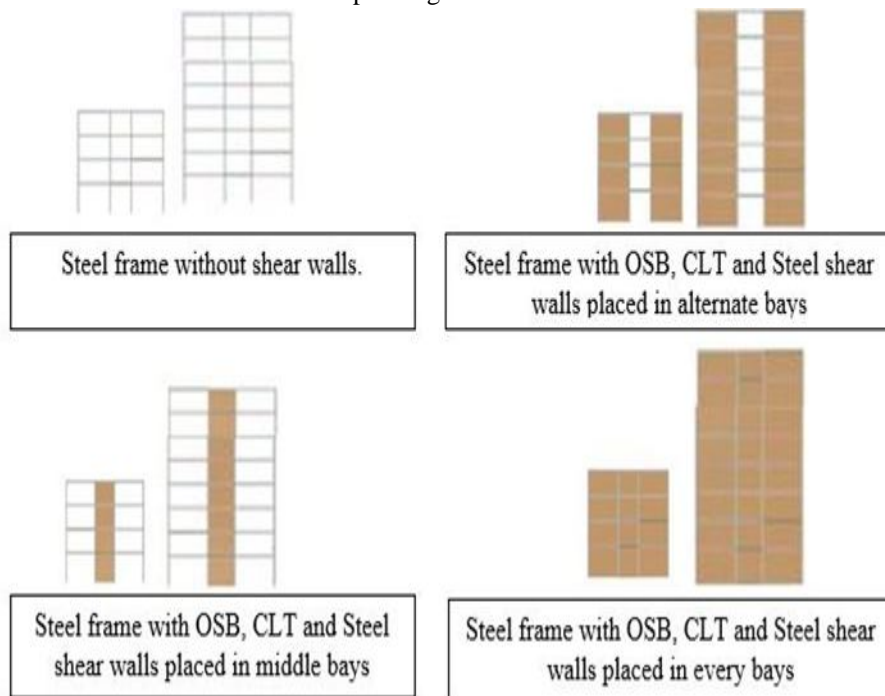 Steel frame without shear walls.
Steel frame with OSB, CLT and Steel shear
walls placed in alternate bays
Steel frame with OSB, CLT and Steel
shear walls placed in middle bays
Steel frame with OSB, CLT and Steel shear
walls placed in every bays